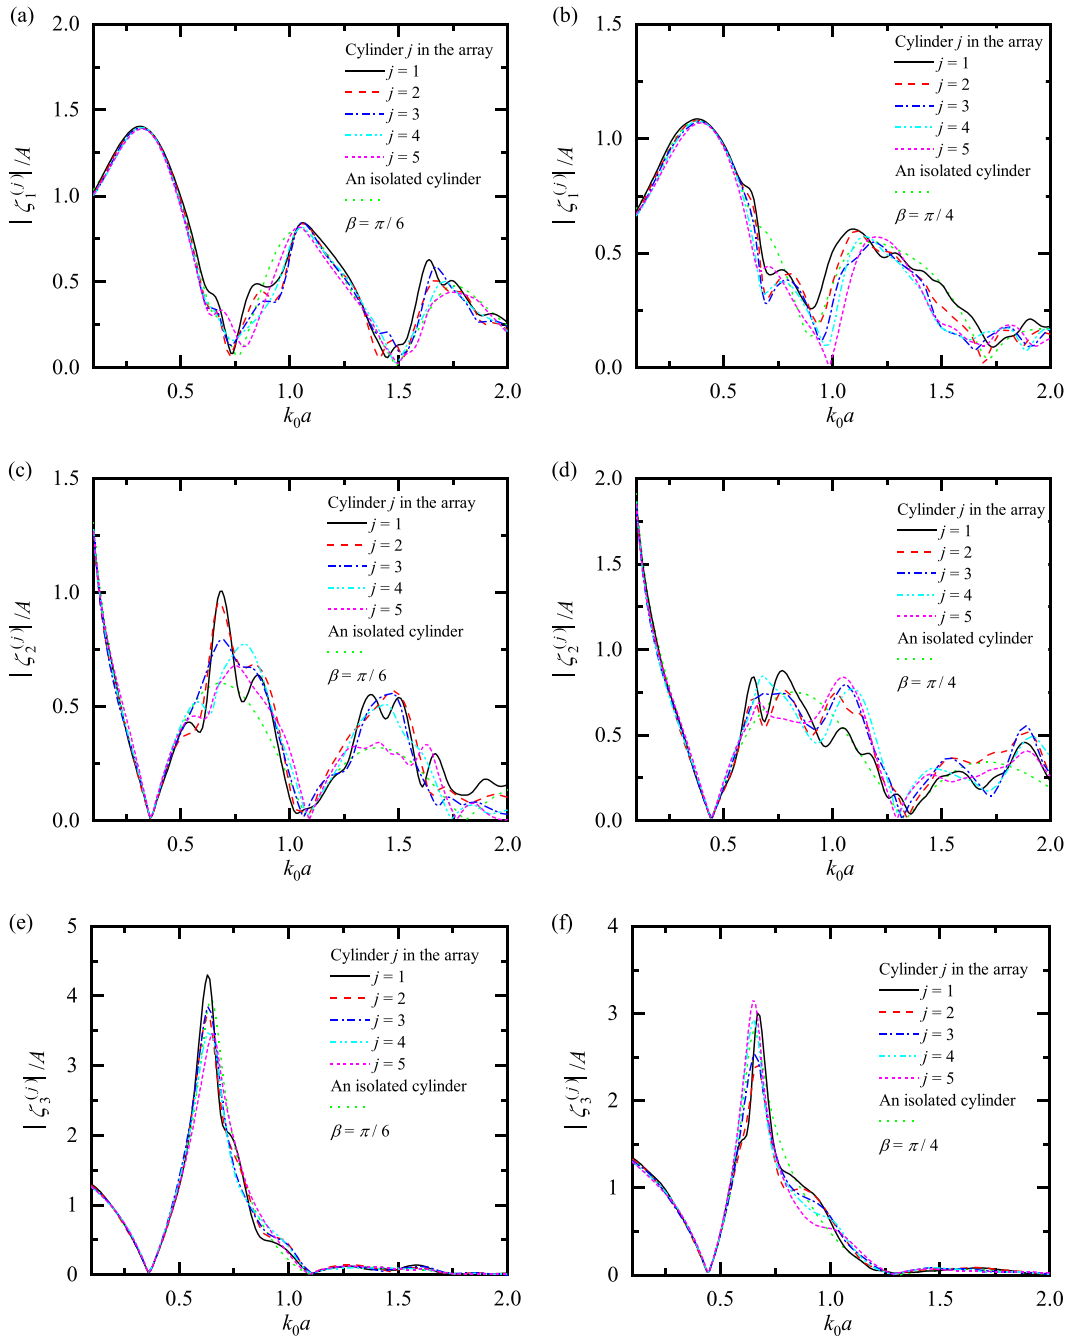 (a)
2.0
1.5
1.0
0.5
0.0
0.5
1.0
1.5
2.0
k₀a
|ζ₁⁽ʲ⁾|/A
Cylinder j in the array
j = 1
j = 2
j = 3
j = 4
j = 5
An isolated cylinder
β = π / 6
(b)
1.5
1.0
0.5
0.0
0.5
1.0
1.5
2.0
k₀a
|ζ₁⁽ʲ⁾|/A
Cylinder j in the array
j = 1
j = 2
j = 3
j = 4
j = 5
An isolated cylinder
β = π / 4
(c)
1.5
1.0
0.5
0.0
0.5
1.0
1.5
2.0
k₀a
|ζ₂⁽ʲ⁾|/A
Cylinder j in the array
j = 1
j = 2
j = 3
j = 4
j = 5
An isolated cylinder
β = π / 6
(d)
2.0
1.5
1.0
0.5
0.0
0.5
1.0
1.5
2.0
k₀a
|ζ₂⁽ʲ⁾|/A
Cylinder j in the array
j = 1
j = 2
j = 3
j = 4
j = 5
An isolated cylinder
β = π / 4
(e)
5
4
3
2
1
0
0.5
1.0
1.5
2.0
k₀a
|ζ₃⁽ʲ⁾|/A
Cylinder j in the array
j = 1
j = 2
j = 3
j = 4
j = 5
An isolated cylinder
β = π / 6
(f)
4
3
2
1
0
0.5
1.0
1.5
2.0
k₀a
|ζ₃⁽ʲ⁾|/A
Cylinder j in the array
j = 1
j = 2
j = 3
j = 4
j = 5
An isolated cylinder
β = π / 4